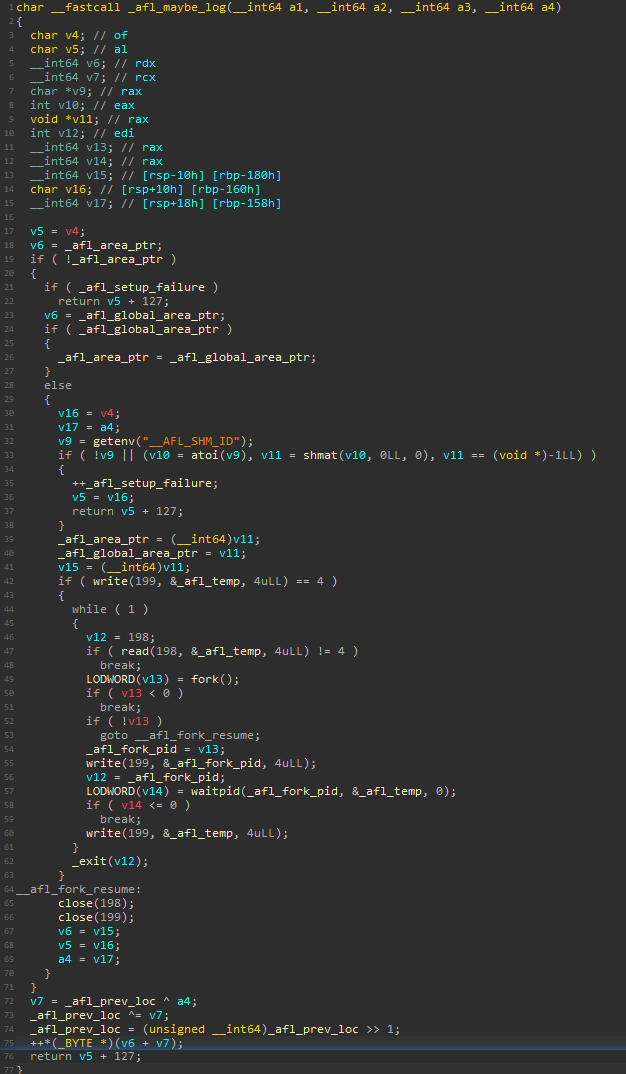 1 char __fastcall _afl_maybe_log(__int64 a1, __int64 a2, __int64 a3, __int64 a4)
2 {
3 char v4; // of
4 char v5; // al
5 __int64 v6; // rdx
6 __int64 v7; // rcx
7 char *v9; // rax
8 int v10; // eax
9 void *v11; // rax
10 int v12; // edi
11 __int64 v13; // rax
12 __int64 v14; // rax
13 __int64 v15; // [rsp-10h] [rbp-180h]
14 char v16; // [rsp+10h] [rbp-160h]
15 __int64 v17; // [rsp+18h] [rbp-158h]
16
17 v5 = v4;
18 v6 = _afl_area_ptr;
19 if ( !_afl_area_ptr )
20 {
21 if ( _afl_setup_failure )
22 return v5 + 127;
23 v6 = _afl_global_area_ptr;
24 if ( _afl_global_area_ptr )
25 {
26 _afl_area_ptr = _afl_global_area_ptr;
27 }
28 else
29 {
30 v16 = v4;
31 v17 = a4;
32 v9 = getenv("__AFL_SHM_ID");
33 if ( !v9 || (v10 = atoi(v9), v11 = shmat(v10, 0LL, 0), v11 == (void *)-1LL) )
34 {
35 ++_afl_setup_failure;
36 v5 = v16;
37 return v5 + 127;
38 }
39 _afl_area_ptr = (__int64)v11;
40 _afl_global_area_ptr = v11;
41 v15 = (__int64)v11;
42 if ( write(199, &_afl_temp, 4uLL) == 4 )
43 {
44 while ( 1 )
45 {
46 v12 = 198;
47 if ( read(198, &_afl_temp, 4uLL) != 4 )
48 break;
49 LODWORD(v13) = fork();
50 if ( v13 < 0 )
51 break;
52 if ( !v13 )
53 goto __afl_fork_resume;
54 _afl_fork_pid = v13;
55 write(199, &_afl_fork_pid, 4uLL);
56 v12 = _afl_fork_pid;
57 LODWORD(v14) = waitpid(_afl_fork_pid, &_afl_temp, 0);
58 if ( v14 <= 0 )
59 break;
60 write(199, &_afl_temp, 4uLL);
61 }
62 _exit(v12);
63 }
64 __afl_fork_resume:
65 close(198);
66 close(199);
67 v6 = v15;
68 v5 = v16;
69 a4 = v17;
70 }
71 }
72 v7 = _afl_prev_loc ^ a4;
73 _afl_prev_loc ^= v7;
74 _afl_prev_loc = (unsigned __int64)_afl_prev_loc >> 1;
75 ++*(_BYTE *)(v6 + v7);
76 return v5 + 127;
77 }